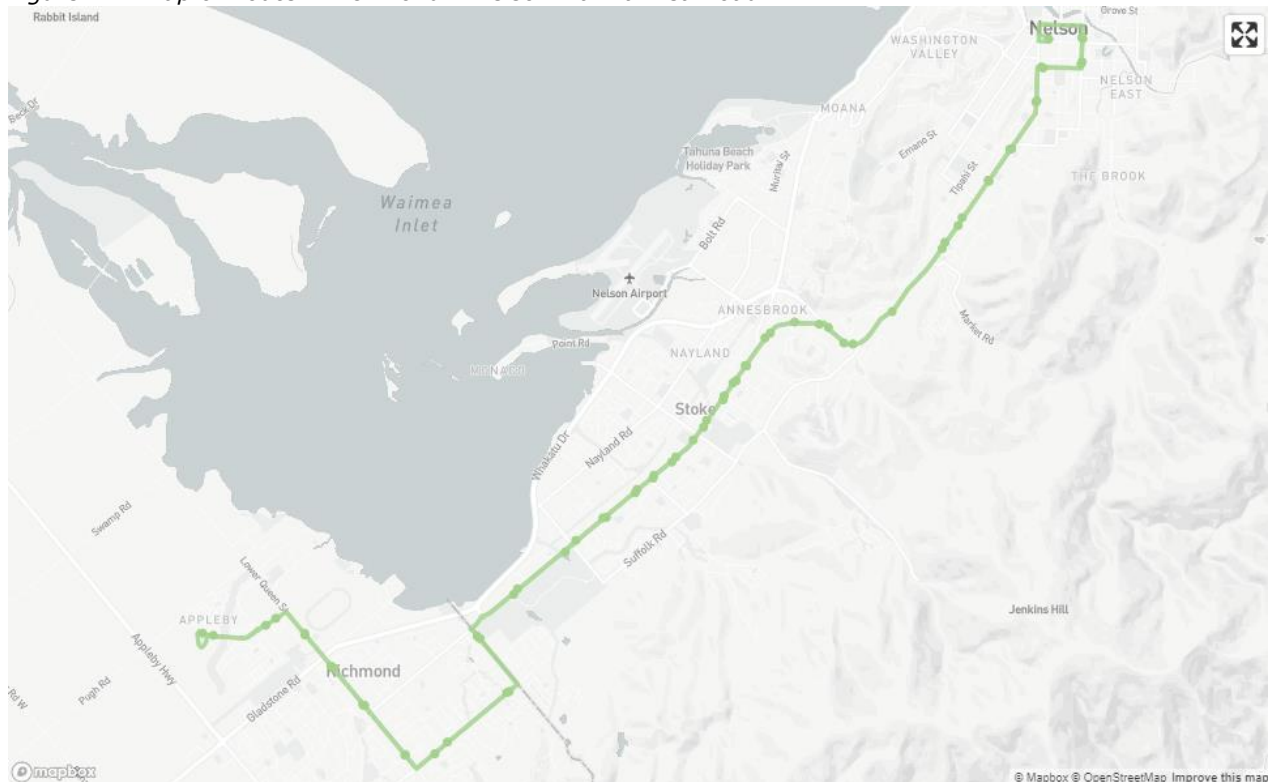 Rabbit Island
Grove St
Nelson
WASHINGTON
VALLEY
NELSON
EAST
Beck Dr
MOANA
Emano St
Tahuna Beach
Holiday Park
Muritai St
Tipahi St
THE BROOK
Waimea
Inlet
Bolt Rd
Nelson Airport
ANNESBROOK
Market Rd
Point Rd
NAYLAND
MONACO
Stoke
Whakatu Dr
Nayland Rd
Swamp Rd
Suffolk Rd
Lower Queen St
Jenkins Hill
APPLEBY
Appleby Hwy
Richmond
Pugh Rd
Gladstone Rd
Rd W
mapbox
© Mapbox © OpenStreetMap Improve this map